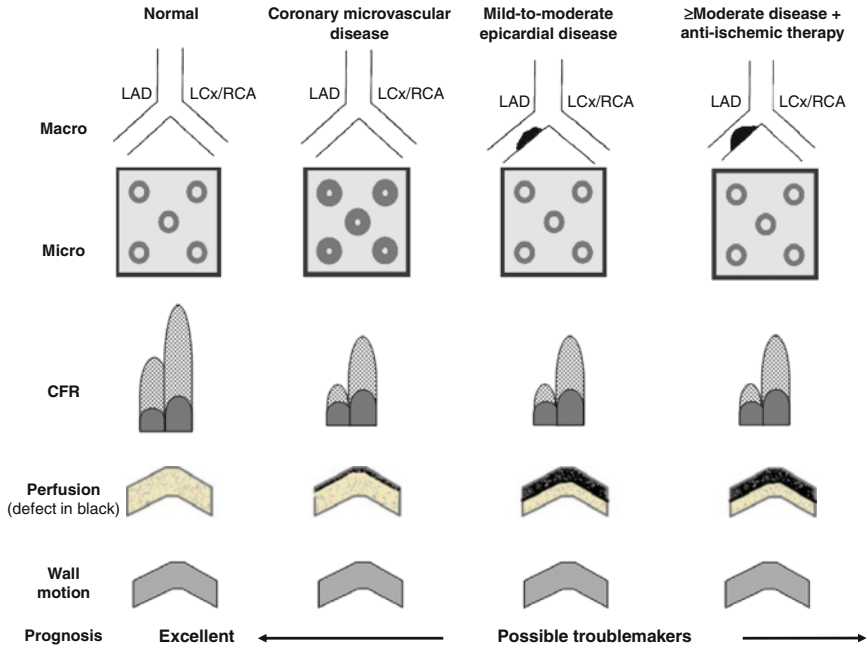 Normal
Coronary microvascular
disease
Mild-to-moderate
epicardial disease
≥Moderate disease +
anti-ischemic therapy
LAD
LCx/RCA
LAD
LCx/RCA
LAD
LCx/RCA
LAD
LCx/RCA
Macro
Micro
CFR
Perfusion
(defect in black)
Wall
motion
Prognosis
Excellent
Possible troublemakers